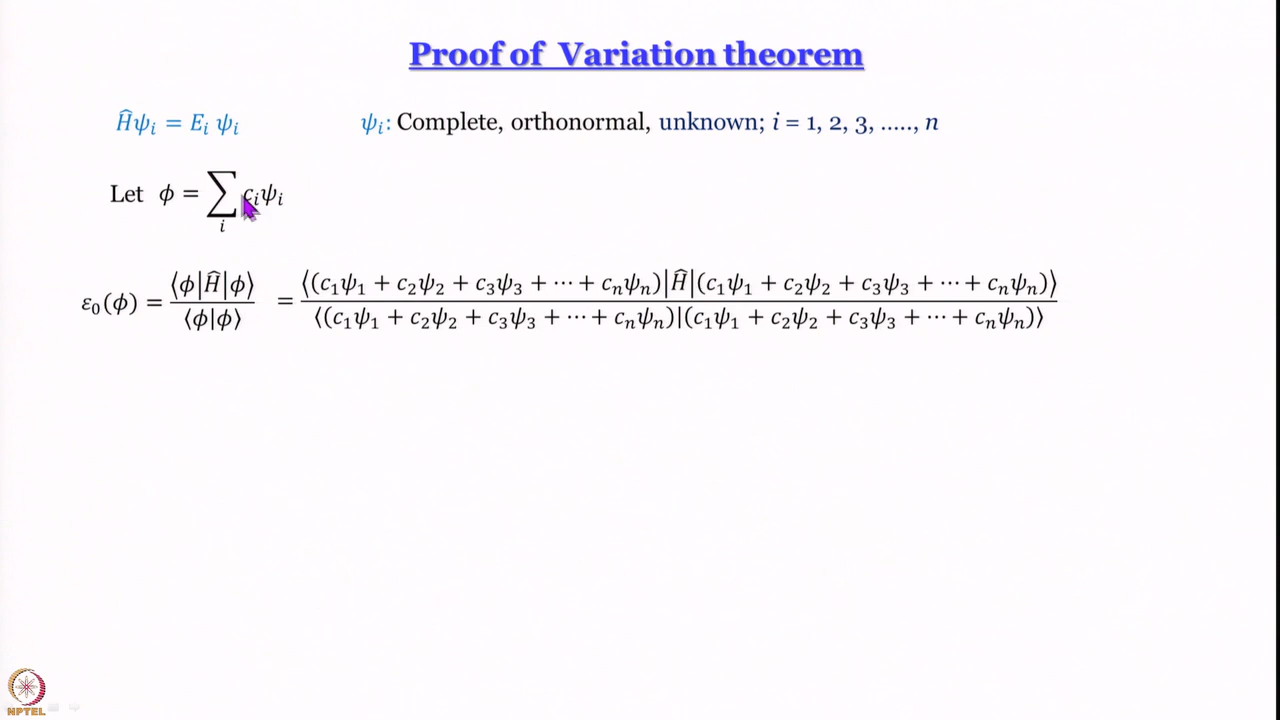 Proof of Variation theorem
Ĥψᵢ = Eᵢ ψᵢ ψᵢ: Complete, orthonormal, unknown; i = 1, 2, 3, ....., n
Let ϕ = ∑ᵢ cᵢψᵢ
ε₀(ϕ) = ⟨ϕ|Ĥ|ϕ⟩ / ⟨ϕ|ϕ⟩ = ⟨(c₁ψ₁ + c₂ψ₂ + c₃ψ₃ + ⋯ + cₙψₙ)|Ĥ|(c₁ψ₁ + c₂ψ₂ + c₃ψ₃ + ⋯ + cₙψₙ)⟩ / ⟨(c₁ψ₁ + c₂ψ₂ + c₃ψ₃ + ⋯ + cₙψₙ)|(c₁ψ₁ + c₂ψ₂ + c₃ψ₃ + ⋯ + cₙψₙ)⟩
NPTEL